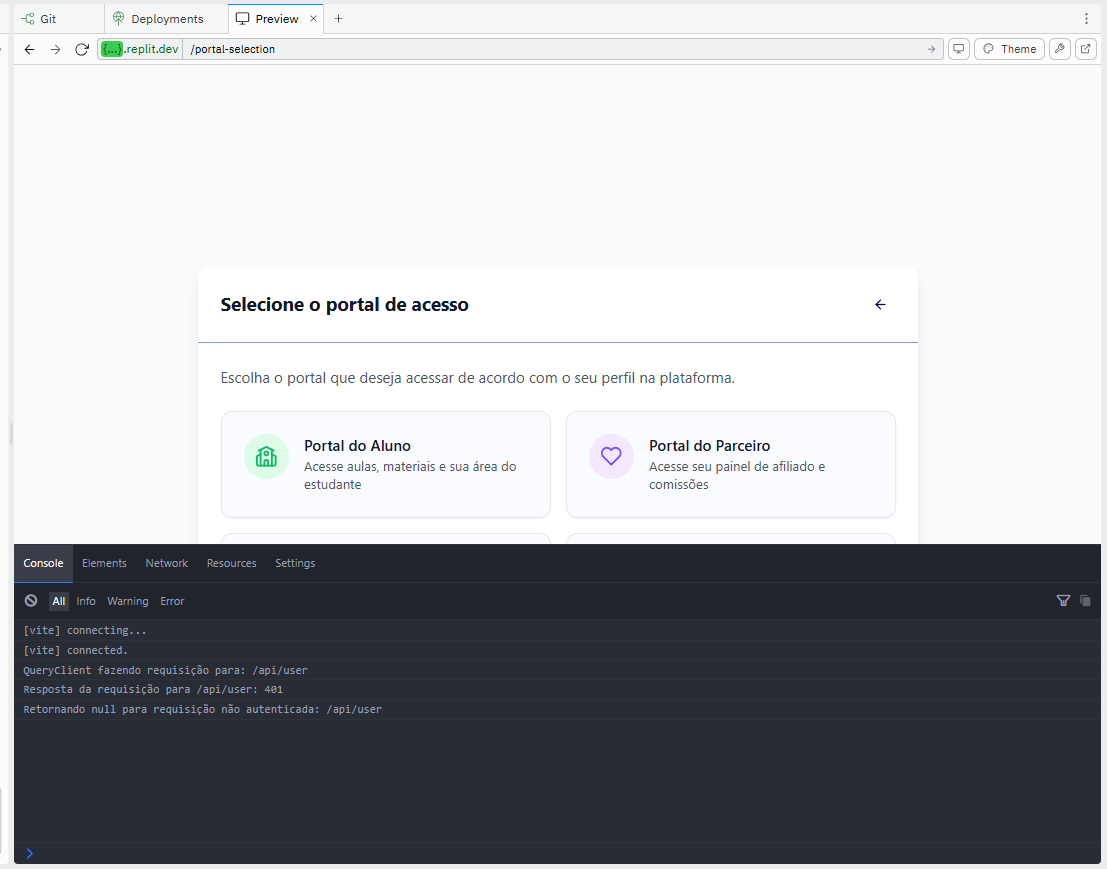 Git
Deployments
Preview
{...}.replit.dev
/portal-selection
Theme
Selecione o portal de acesso
Escolha o portal que deseja acessar de acordo com o seu perfil na plataforma.
Portal do Aluno
Acesse aulas, materiais e sua área do
estudante
Portal do Parceiro
Acesse seu painel de afiliado e
comissões
Console
Elements
Network
Resources
Settings
All
Info
Warning
Error
[vite] connecting...
[vite] connected.
QueryClient fazendo requisição para: /api/user
Resposta da requisição para /api/user: 401
Retornando null para requisição não autenticada: /api/user